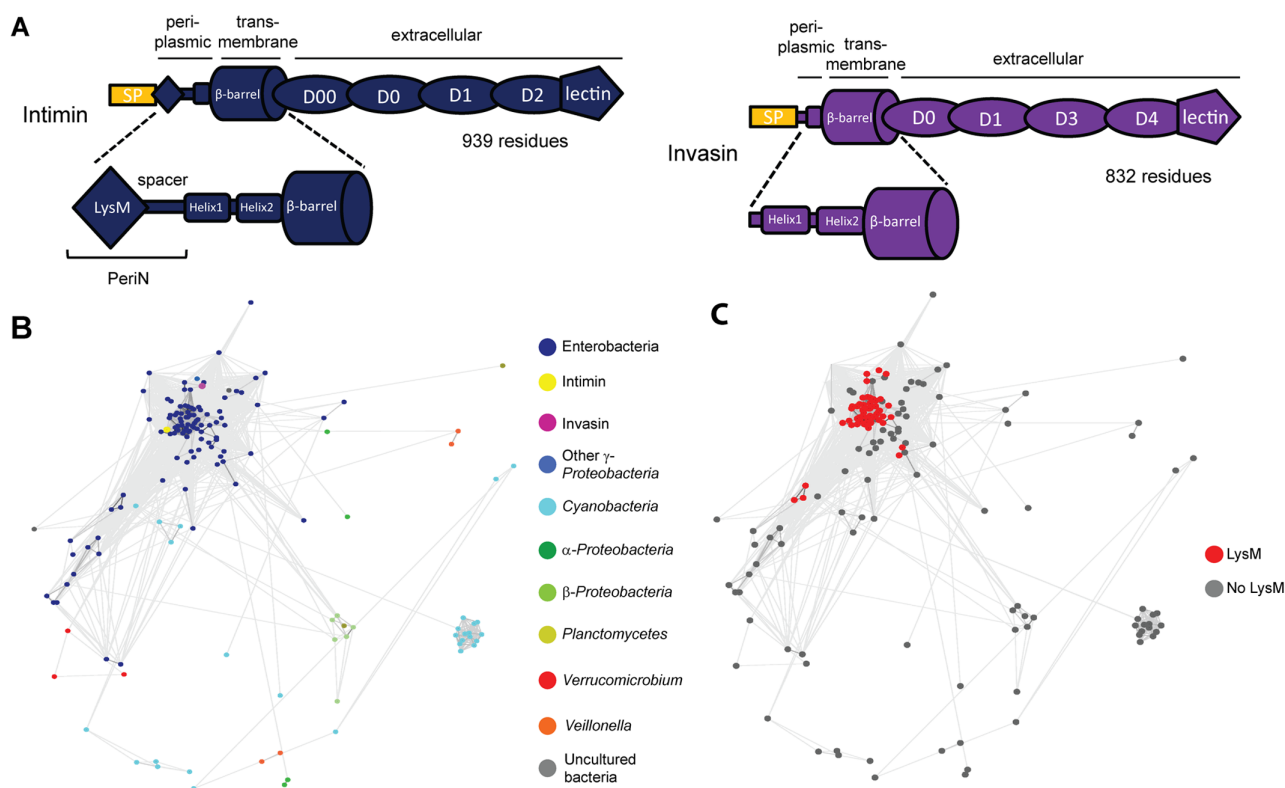 A
peri-
plasmic
trans-
membrane
extracellular
Intimin
SP
β-barrel
D00
D0
D1
D2
lectin
939 residues
spacer
LysM
Helix1
Helix2
β-barrel
PeriN
peri-
plasmic
trans-
membrane
extracellular
Invasin
SP
β-barrel
D0
D1
D3
D4
lectin
832 residues
Helix1
Helix2
β-barrel
B
Enterobacteria
Intimin
Invasin
Other γ-
Proteobacteria
Cyanobacteria
α-Proteobacteria
β-Proteobacteria
Planctomycetes
Verrucomicrobium
Veillonella
Uncultured
bacteria
C
LysM
No LysM